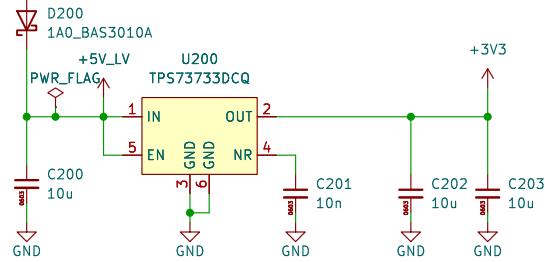 D200
1A0_BAS3010A
+5V_LV
PWR_FLAG
U200
TPS73733DCQ
+3V3
1
IN
OUT
2
5
EN
GND
GND
NR
4
3
6
C200
10u
0603
C201
10n
0603
C202
10u
0603
C203
10u
0603
GND
GND
GND
GND
GND